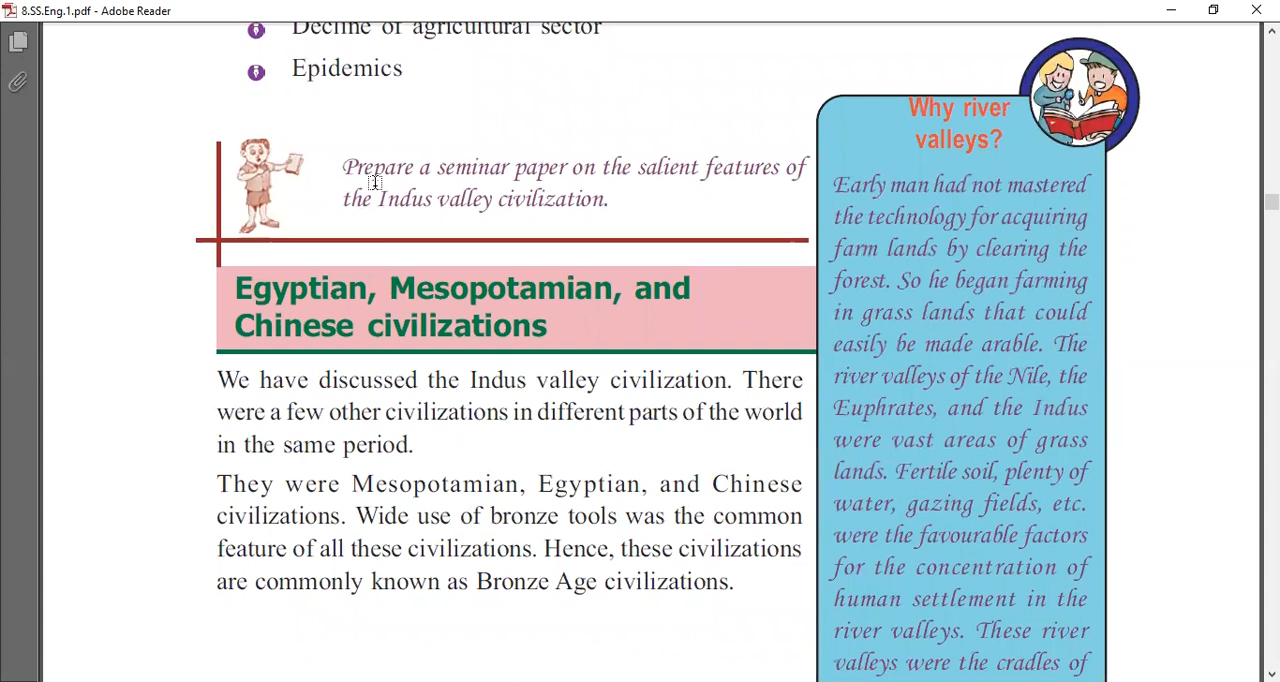 8.SS.Eng.1.pdf - Adobe Reader
Decline of agricultural sector
Epidemics
Prepare a seminar paper on the salient features of
the Indus valley civilization.
Egyptian, Mesopotamian, and
Chinese civilizations
We have discussed the Indus valley civilization. There
were a few other civilizations in different parts of the world
in the same period.
They were Mesopotamian, Egyptian, and Chinese
civilizations. Wide use of bronze tools was the common
feature of all these civilizations. Hence, these civilizations
are commonly known as Bronze Age civilizations.
Why river
valleys?
Early man had not mastered
the technology for acquiring
farm lands by clearing the
forest. So he began farming
in grass lands that could
easily be made arable. The
river valleys of the Nile, the
Euphrates, and the Indus
were vast areas of grass
lands. Fertile soil, plenty of
water, gazing fields, etc.
were the favourable factors
for the concentration of
human settlement in the
river valleys. These river
valleys were the cradles of